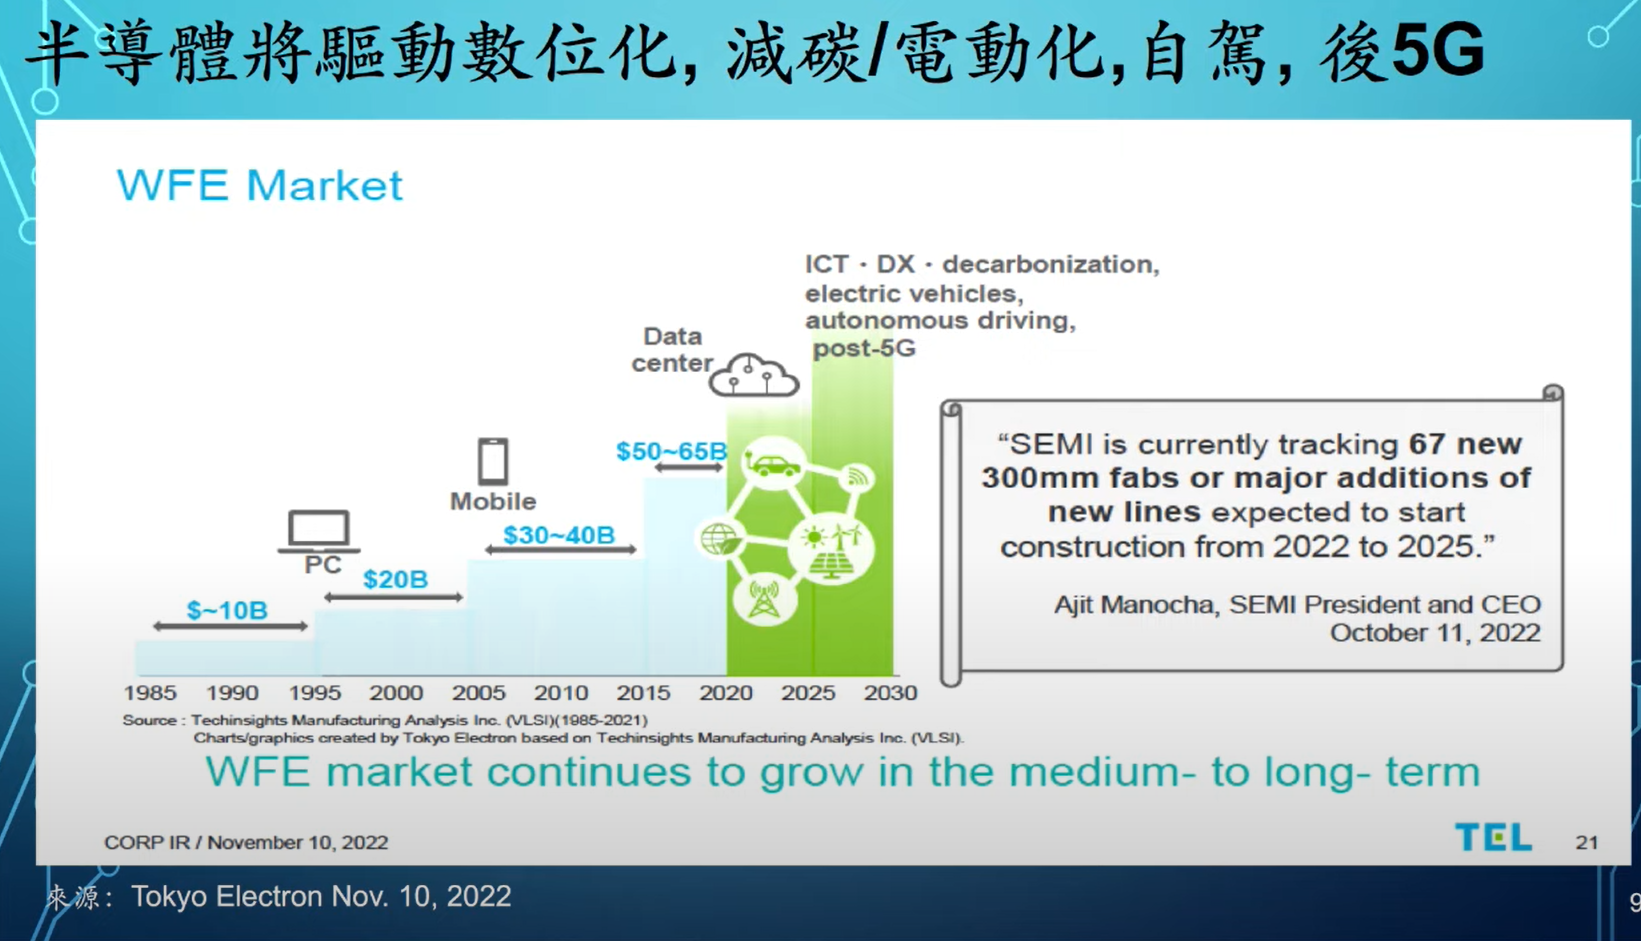 半導體將驅動數位化, 減碳/電動化,自駕, 後5G
WFE Market
ICT・DX・decarbonization,
electric vehicles,
autonomous driving,
post-5G
Data
center
$50~65B
Mobile
$30~40B
PC
$20B
$~10B
1985 1990 1995 2000 2005 2010 2015 2020 2025 2030
Source : Techinsights Manufacturing Analysis Inc. (VLSI)(1985-2021)
Charts/graphics created by Tokyo Electron based on Techinsights Manufacturing Analysis Inc. (VLSI).
“SEMI is currently tracking 67 new
300mm fabs or major additions of
new lines expected to start
construction from 2022 to 2025.”
Ajit Manocha, SEMI President and CEO
October 11, 2022
WFE market continues to grow in the medium- to long- term
CORP IR / November 10, 2022
TEL
21
來源: Tokyo Electron Nov. 10, 2022
9